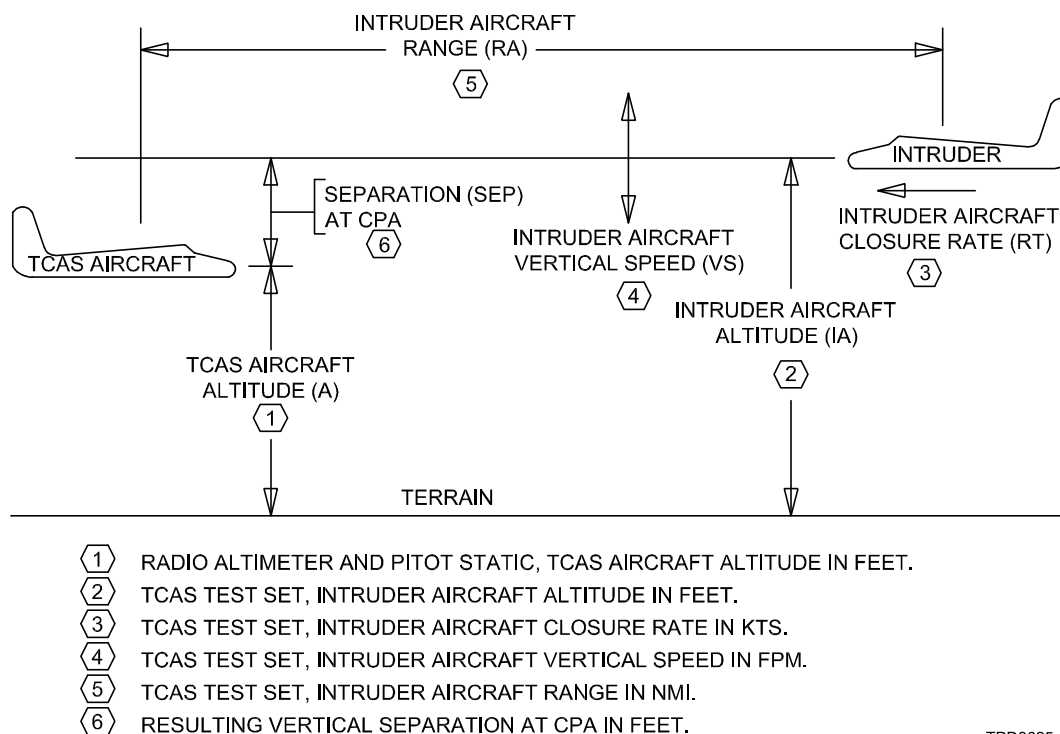 INTRUDER AIRCRAFT
RANGE (RA)
5
INTRUDER
SEPARATION (SEP)
AT CPA
6
TCAS AIRCRAFT
INTRUDER AIRCRAFT
VERTICAL SPEED (VS)
4
INTRUDER AIRCRAFT
CLOSURE RATE (RT)
3
INTRUDER AIRCRAFT
ALTITUDE (IA)
2
TCAS AIRCRAFT
ALTITUDE (A)
1
TERRAIN
1 RADIO ALTIMETER AND PITOT STATIC, TCAS AIRCRAFT ALTITUDE IN FEET.
2 TCAS TEST SET, INTRUDER AIRCRAFT ALTITUDE IN FEET.
3 TCAS TEST SET, INTRUDER AIRCRAFT CLOSURE RATE IN KTS.
4 TCAS TEST SET, INTRUDER AIRCRAFT VERTICAL SPEED IN FPM.
5 TCAS TEST SET, INTRUDER AIRCRAFT RANGE IN NMI.
6 RESULTING VERTICAL SEPARATION AT CPA IN FEET.